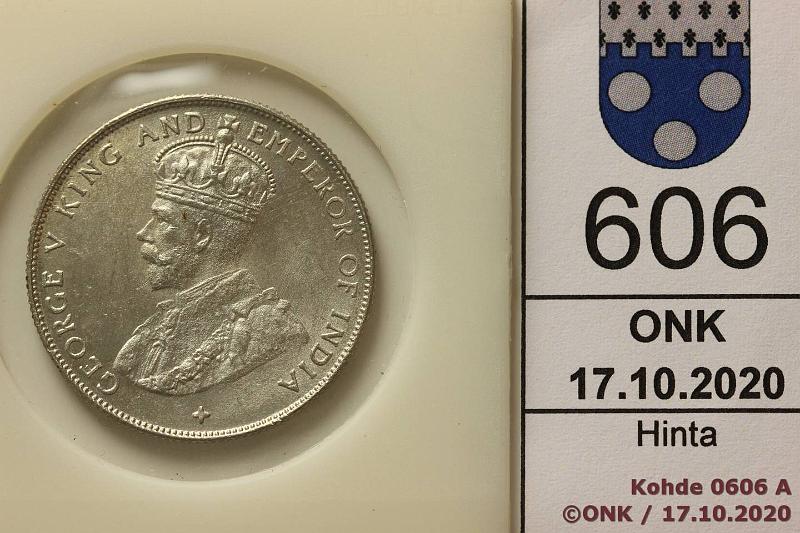 GEORGE V KING AND EMPEROR OF INDIA
606
ONK
17.10.2020
Hinta
Kohde 0606 A
©ONK / 17.10.2020